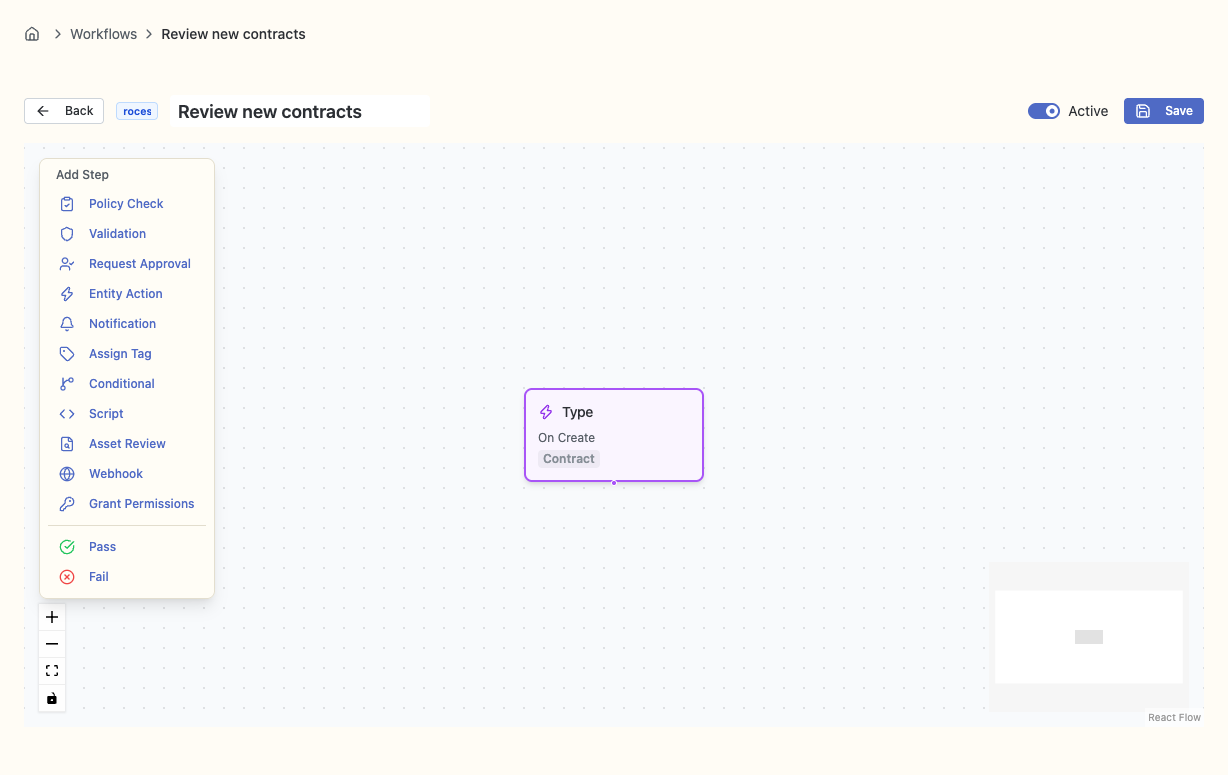 Workflows
Review new contracts
Back
roces
Review new contracts
Active
Save
Add Step
Policy Check
Validation
Request Approval
Entity Action
Notification
Assign Tag
Conditional
Script
Asset Review
Webhook
Grant Permissions
Pass
Fail
Type
On Create
Contract
React Flow